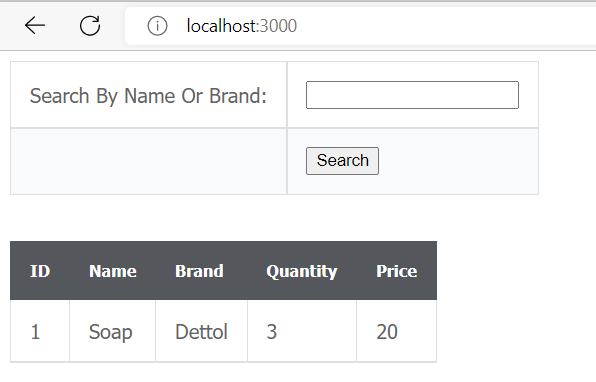 localhost:3000
Search By Name Or Brand:
Search
ID Name Brand Quantity Price
1 Soap Dettol 3 20